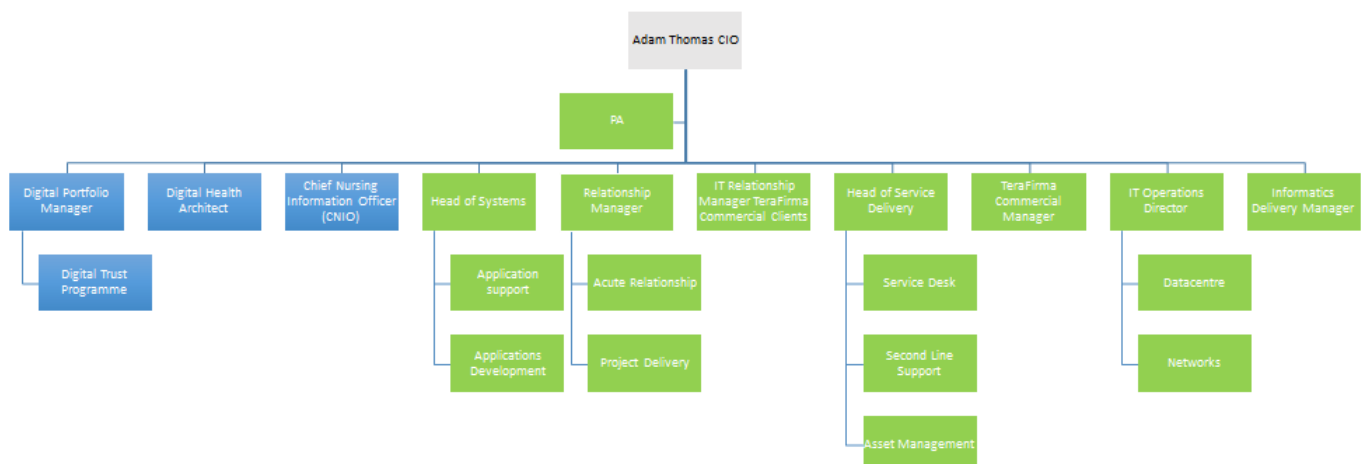 Adam Thomas CIO
PA
Digital Portfolio
Manager
Digital Health
Architect
Chief Nursing
Information Officer
(CNIO)
Head of Systems
Relationship
Manager
IT Relationship
Manager TeraFirma
Commercial Clients
Head of Service
Delivery
TeraFirma
Commercial
Manager
IT Operations
Director
Informatics
Delivery Manager
Digital Trust
Programme
Application
support
Acute Relationship
Service Desk
Datacentre
Applications
Development
Project Delivery
Second Line
Support
Networks
Asset Management